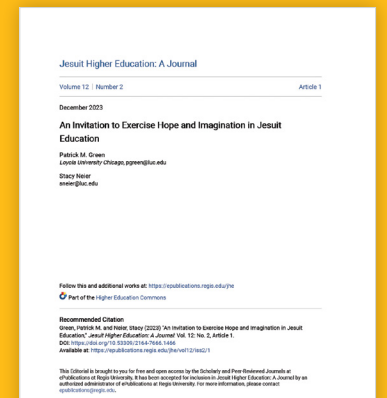 Jesuit Higher Education: A Journal
Volume 12 | Number 2 Article 1
December 2023
An Invitation to Exercise Hope and Imagination in Jesuit
Education
Patrick M. Green
Loyola University Chicago, pgreen@luc.edu
Stacy Neier
sneier@luc.edu
Follow this and additional works at: https://epublications.regis.edu/jhe
Part of the Higher Education Commons
Recommended Citation
Green, Patrick M. and Neier, Stacy (2023) "An Invitation to Exercise Hope and Imagination in Jesuit
Education," Jesuit Higher Education: A Journal: Vol. 12: No. 2, Article 1.
DOI: https://doi.org/10.53309/2164-7666.1466
Available at: https://epublications.regis.edu/jhe/vol12/iss2/1
This Editorial is brought to you for free and open access by the Scholarly and Peer-Reviewed Journals at
ePublications at Regis University. It has been accepted for inclusion in Jesuit Higher Education: A Journal by an
authorized administrator of ePublications at Regis University. For more information, please contact
epublications@regis.edu.